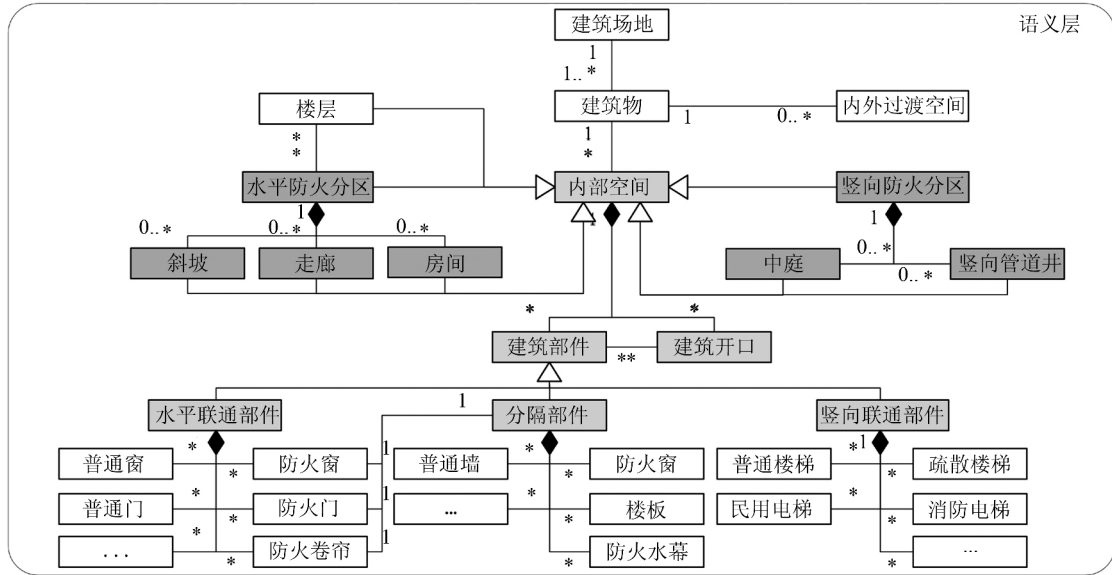 语义层
建筑场地
1
1..*
楼层
建筑物
1
0..*
内外过渡空间
*
*
1
*
水平防火分区
内部空间
竖向防火分区
1
1
1
0..*
0..*
0..*
0..*
0..*
斜坡
走廊
房间
中庭
竖向管道井
*
*
建筑部件
**
建筑开口
水平联通部件
1
分隔部件
竖向联通部件
*
1
*
1
*
普通窗
*
防火窗
普通墙
*
防火窗
普通楼梯
*
疏散楼梯
*
1
*
*
普通门
*
防火门
...
*
楼板
民用电梯
*
消防电梯
*
1
...
*
防火卷帘
*
防火水幕
*
...